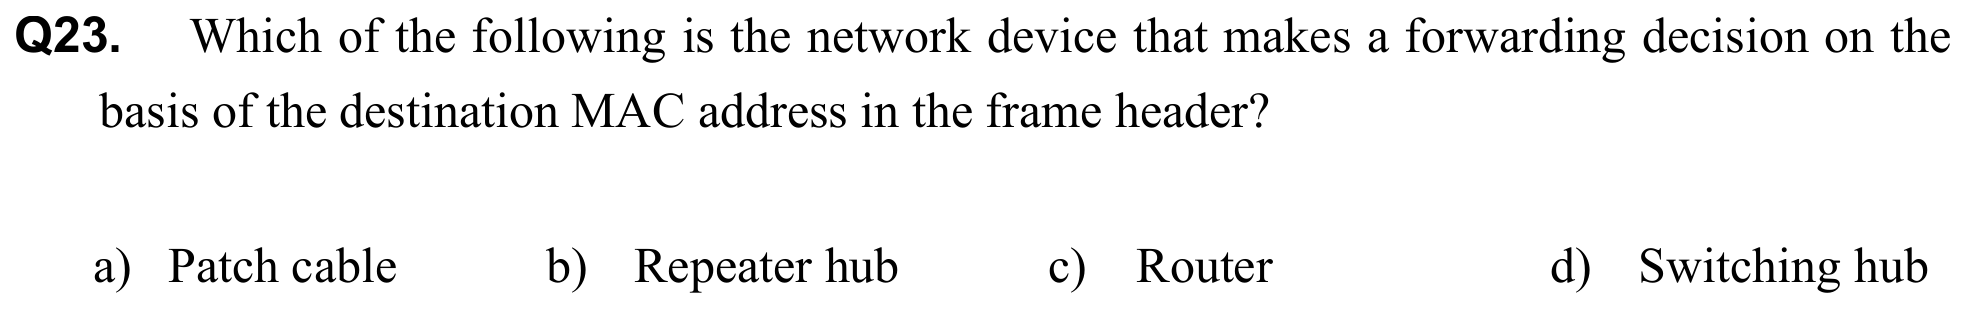 Q23. Which of the following is the network device that makes a forwarding decision on the
basis of the destination MAC address in the frame header?
a) Patch cable b) Repeater hub c) Router d) Switching hub